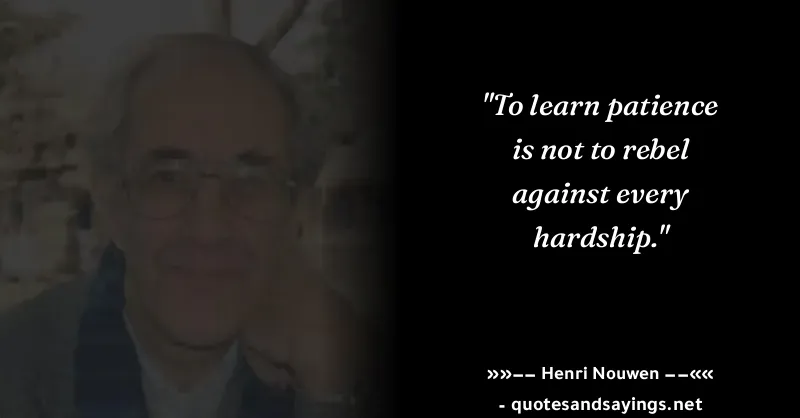 "To learn patience
is not to rebel
against every
hardship."
»»−− Henri Nouwen −−««
- quotesandsayings.net